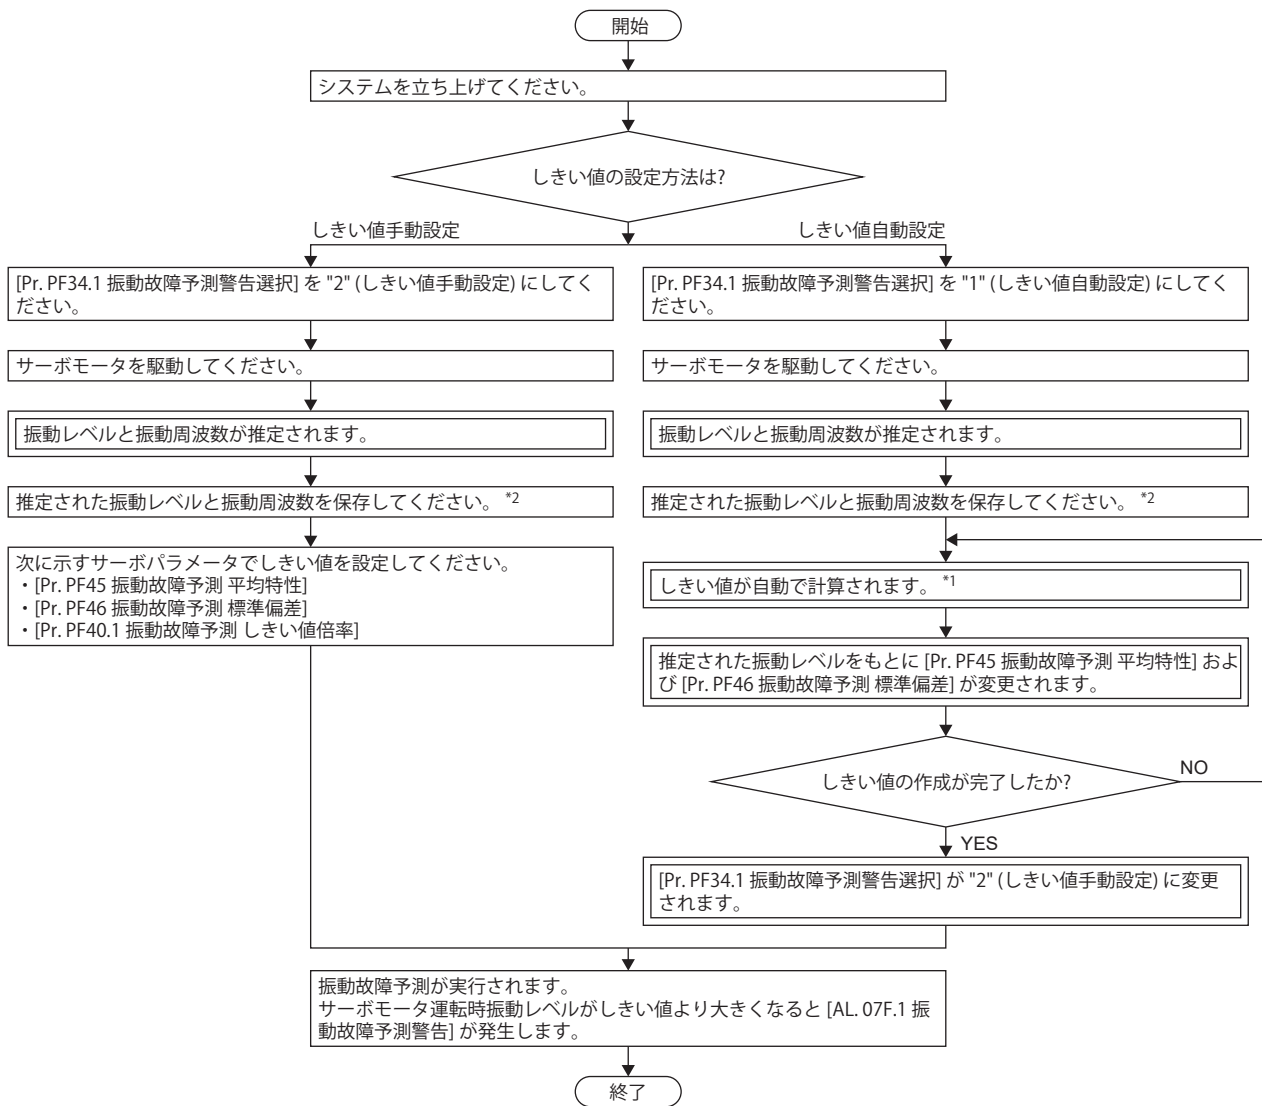 開始
システムを立ち上げてください。
しきい値の設定方法は?
しきい値手動設定
しきい値自動設定
[Pr. PF34.1 振動故障予測警告選択] を "2" (しきい値手動設定) にしてく
ださい。
サーボモータを駆動してください。
振動レベルと振動周波数が推定されます。
推定された振動レベルと振動周波数を保存してください。 *2
次に示すサーボパラメータでしきい値を設定してください。
・[Pr. PF45 振動故障予測 平均特性]
・[Pr. PF46 振動故障予測 標準偏差]
・[Pr. PF40.1 振動故障予測 しきい値倍率]
[Pr. PF34.1 振動故障予測警告選択] を "1" (しきい値自動設定) にしてく
ださい。
サーボモータを駆動してください。
振動レベルと振動周波数が推定されます。
推定された振動レベルと振動周波数を保存してください。 *2
しきい値が自動で計算されます。 *1
推定された振動レベルをもとに [Pr. PF45 振動故障予測 平均特性] およ
び [Pr. PF46 振動故障予測 標準偏差] が変更されます。
しきい値の作成が完了したか?
NO
YES
[Pr. PF34.1 振動故障予測警告選択] が "2" (しきい値手動設定) に変更
されます。
振動故障予測が実行されます。
サーボモータ運転時振動レベルがしきい値より大きくなると [AL. 07F.1 振
動故障予測警告] が発生します。
終了